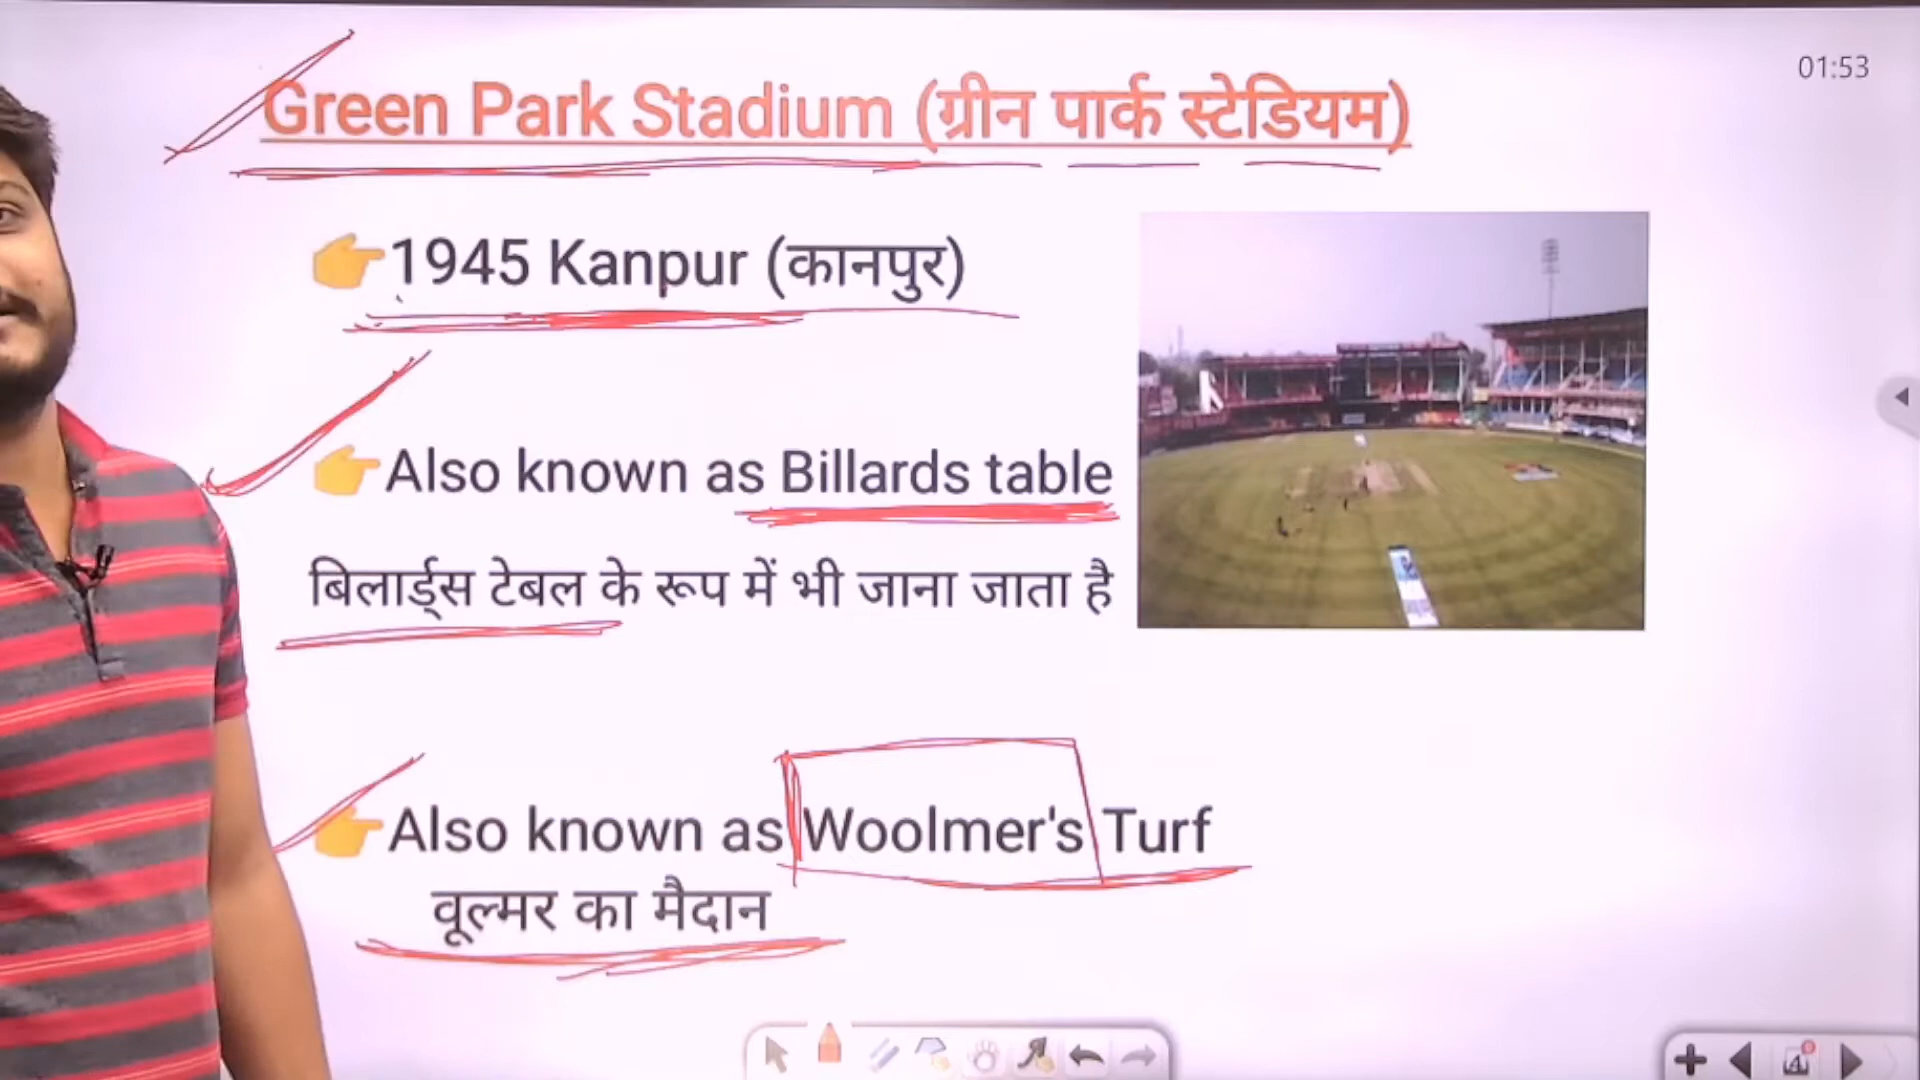 01:53
Green Park Stadium (ग्रीन पार्क स्टेडियम)
👉1945 Kanpur (कानपुर)
👉Also known as Billards table
बिलार्ड्स टेबल के रूप में भी जाना जाता है
👉Also known as Woolmer's Turf
वूल्मर का मैदान